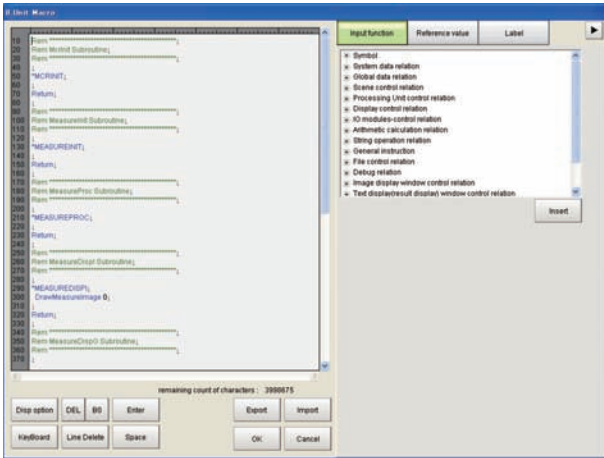 0.Unit Macro
Input function
Reference value
Label
10 Rem ******************************;
20 Rem McrInit Subroutine;
30 Rem ******************************;
40 ;
50 *MCRINIT;
60 ;
70 Return;
80 ;
90 Rem ******************************;
100 Rem MeasureInit Subroutine;
110 Rem ******************************;
120 ;
130 *MEASUREINIT;
140 ;
150 Return;
160 ;
170 Rem ******************************;
180 Rem MeasureProc Subroutine;
190 Rem ******************************;
200 ;
210 *MEASUREPROC;
220 ;
230 Return;
240 ;
250 Rem ******************************;
260 Rem MeasureDispI Subroutine;
270 Rem ******************************;
280 ;
290 *MEASUREDISPI;
300 DrawMeasureImage 0;
310 ;
320 Return;
330 ;
340 Rem ******************************;
350 Rem MeasureDispG Subroutine;
360 Rem ******************************;
370 ;
Symbol
System data relation
Global data relation
Scene control relation
Processing Unit control relation
Display control relation
IO modules-control relation
Arithmetic calculation relation
String operation relation
General instruction
File control relation
Debug relation
Image display window control relation
Text display(result display) window control relation
Insert
remaining count of characters : 3998675
Disp option
DEL
BS
Enter
Export
Import
KeyBoard
Line Delete
Space
OK
Cancel